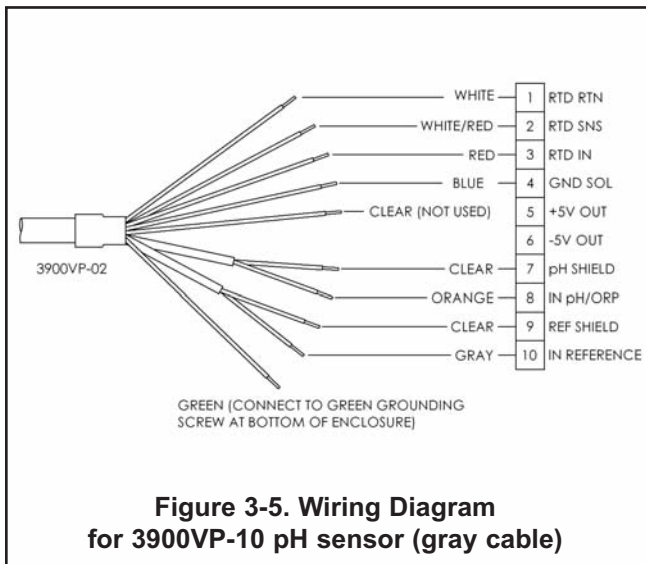 WHITE 1 RTD RTN
WHITE/RED 2 RTD SNS
RED 3 RTD IN
BLUE 4 GND SOL
CLEAR (NOT USED) 5 +5V OUT
6 -5V OUT
3900VP-02
CLEAR 7 pH SHIELD
ORANGE 8 IN pH/ORP
CLEAR 9 REF SHIELD
GRAY 10 IN REFERENCE
GREEN (CONNECT TO GREEN GROUNDING
SCREW AT BOTTOM OF ENCLOSURE)
Figure 3-5. Wiring Diagram
for 3900VP-10 pH sensor (gray cable)